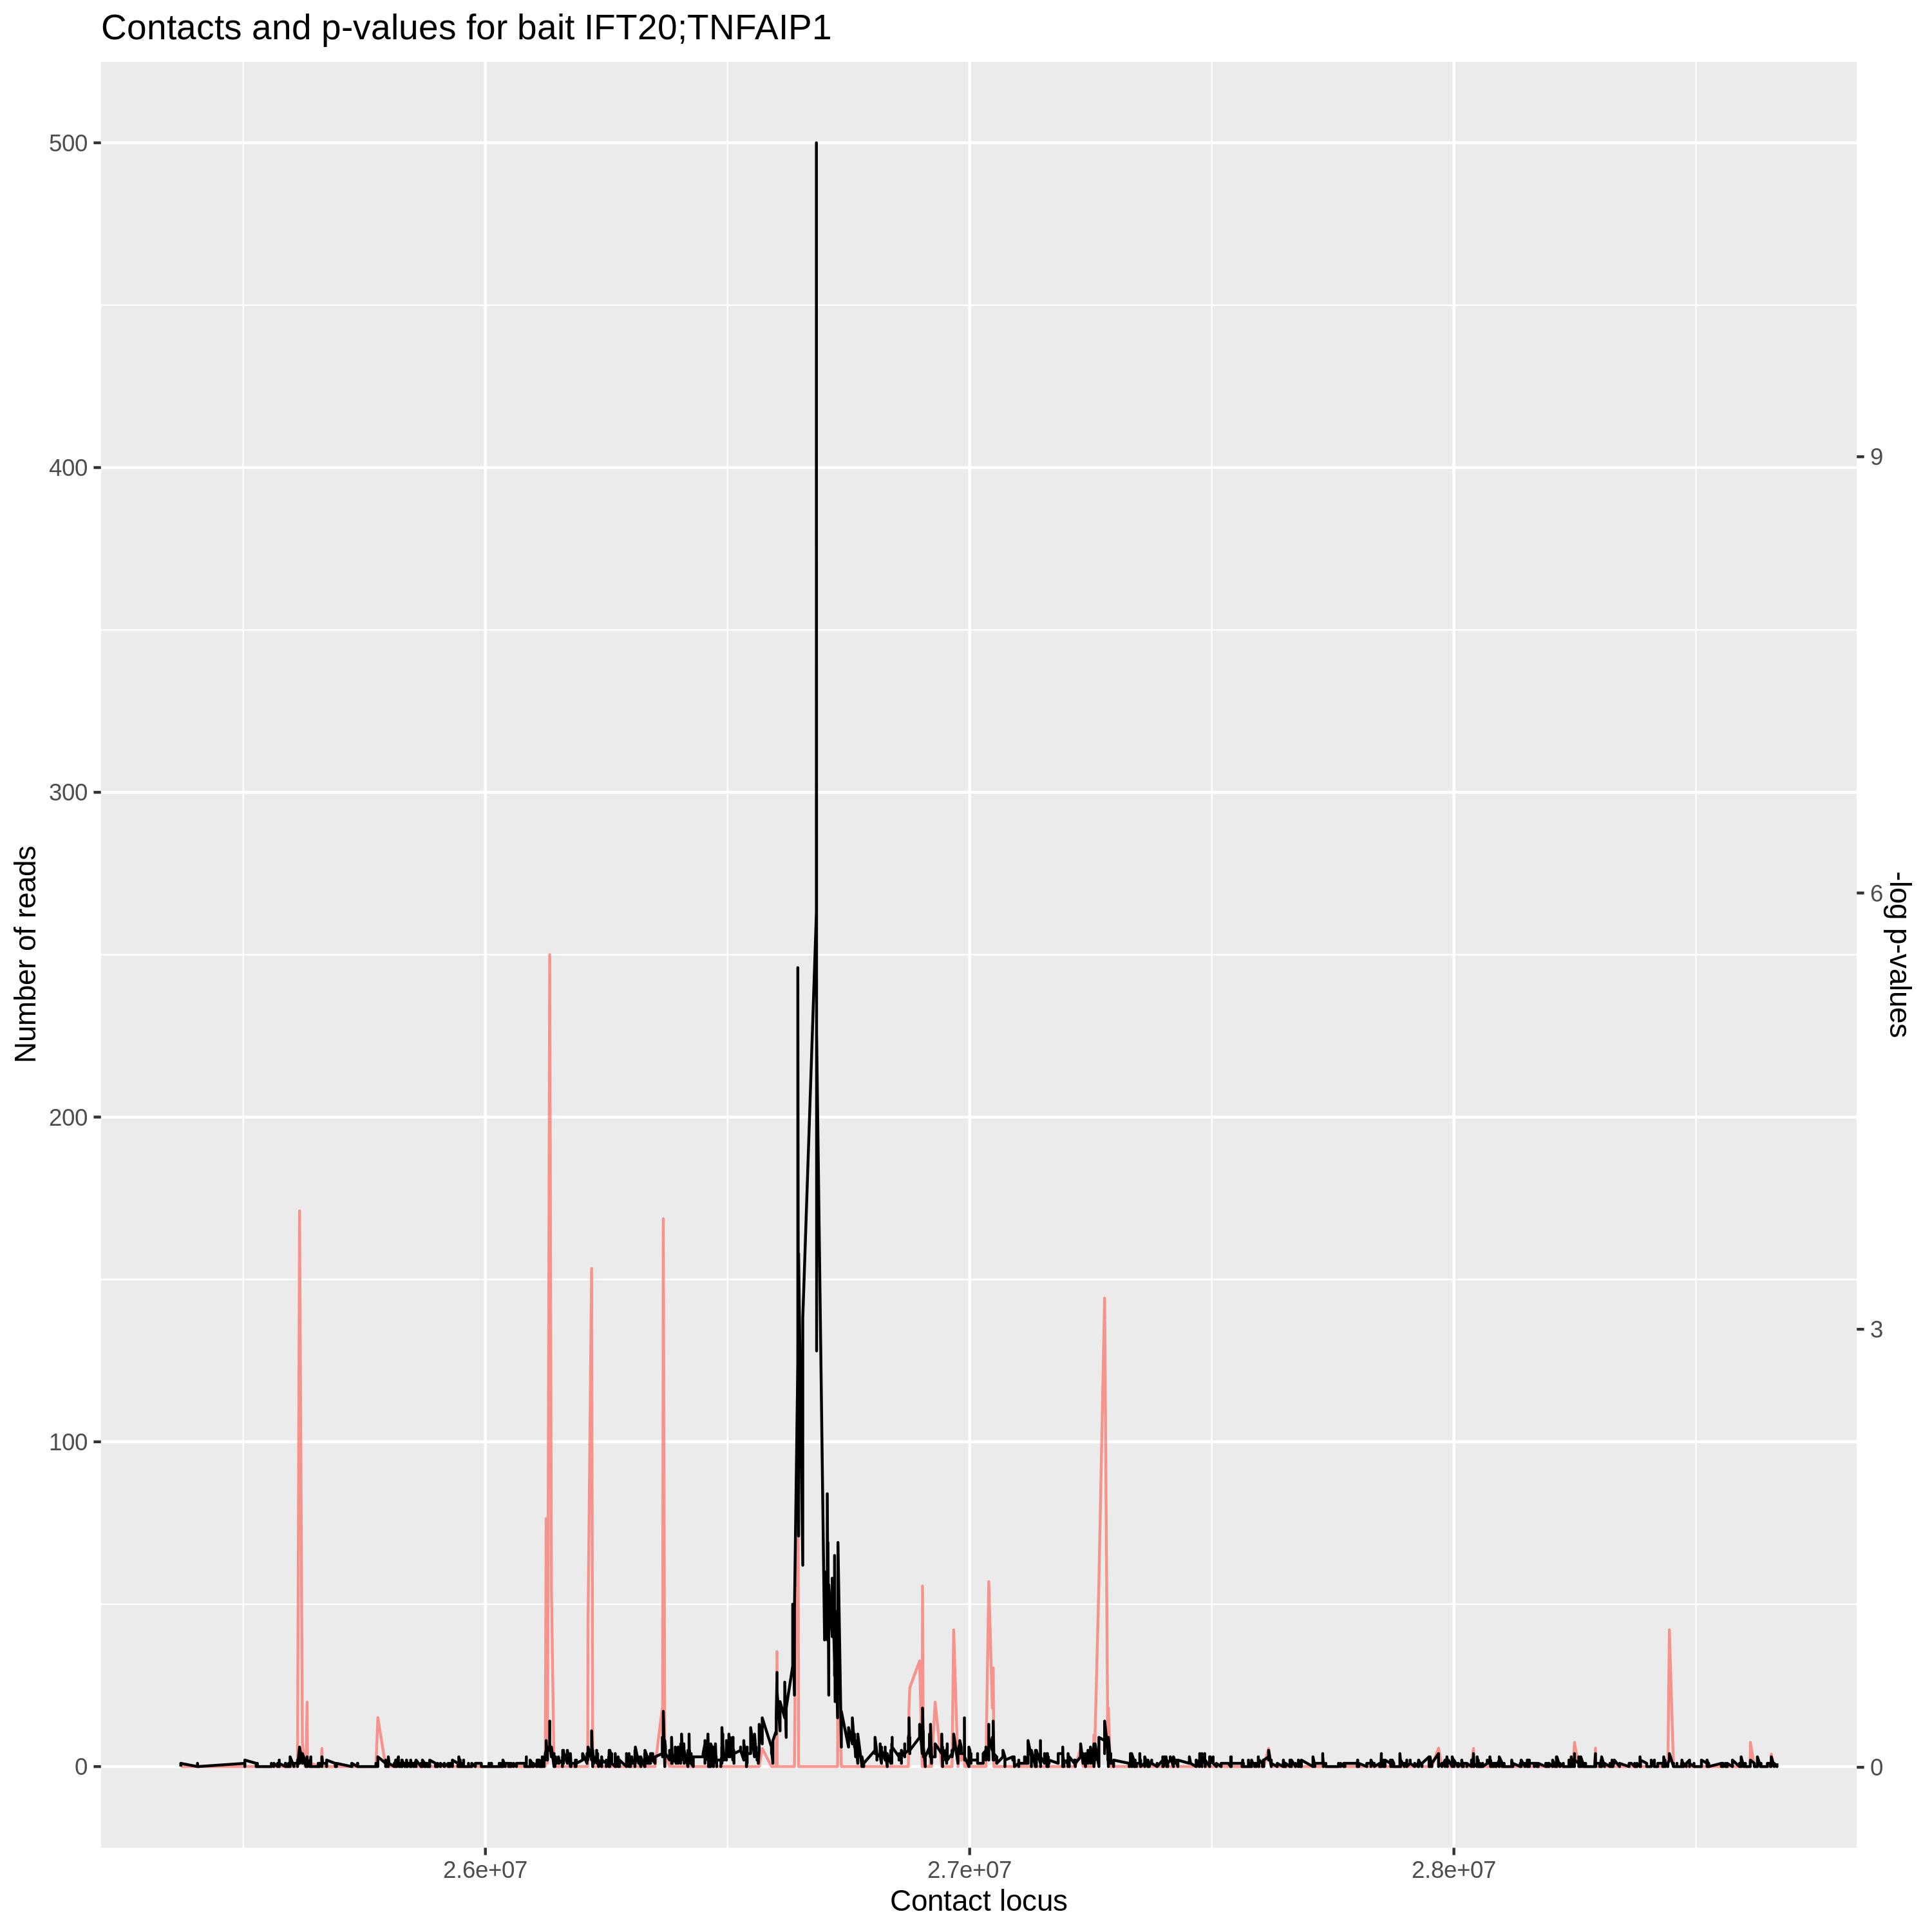 Contacts and p-values for bait IFT20;TNFAIP1
500
400
300
200
100
0
Number of reads
9
6
3
0
-log p-values
2.6e+07
2.7e+07
2.8e+07
Contact locus